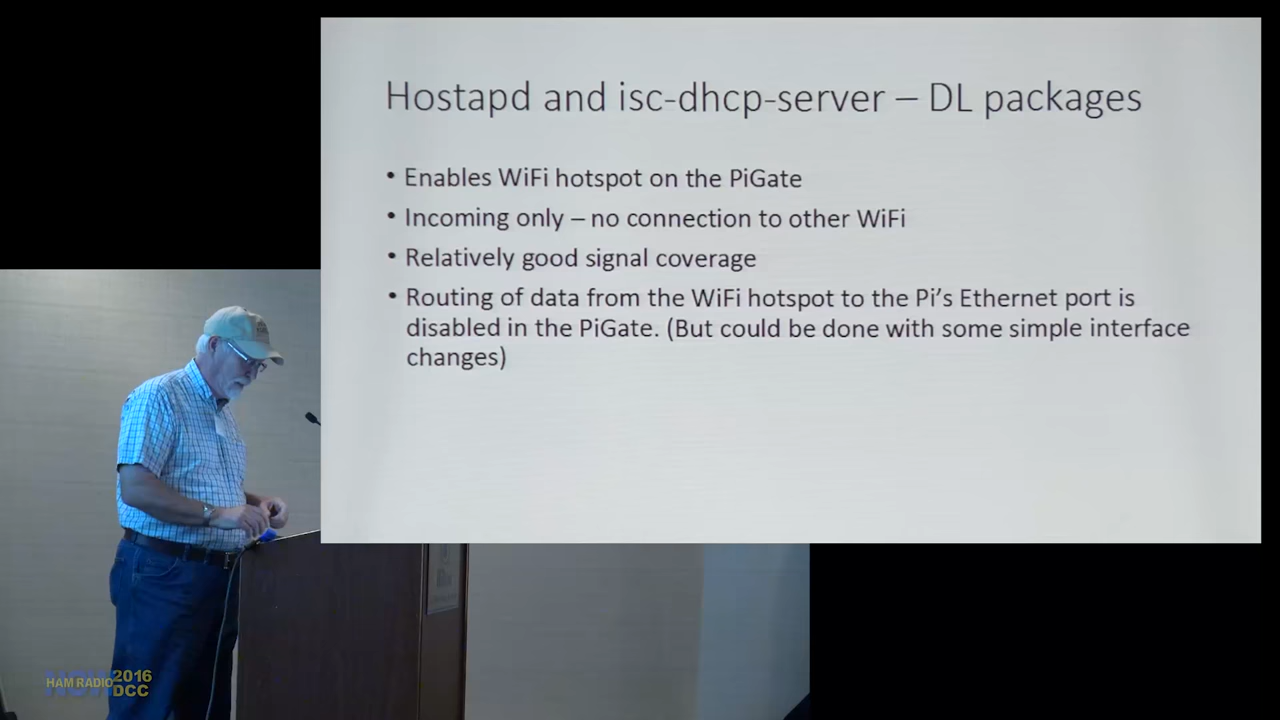 Hostapd and isc-dhcp-server – DL packages
• Enables WiFi hotspot on the PiGate
• Incoming only – no connection to other WiFi
• Relatively good signal coverage
• Routing of data from the WiFi hotspot to the Pi’s Ethernet port is
disabled in the PiGate. (But could be done with some simple interface
changes)
HAM RADIO 2016
DCC